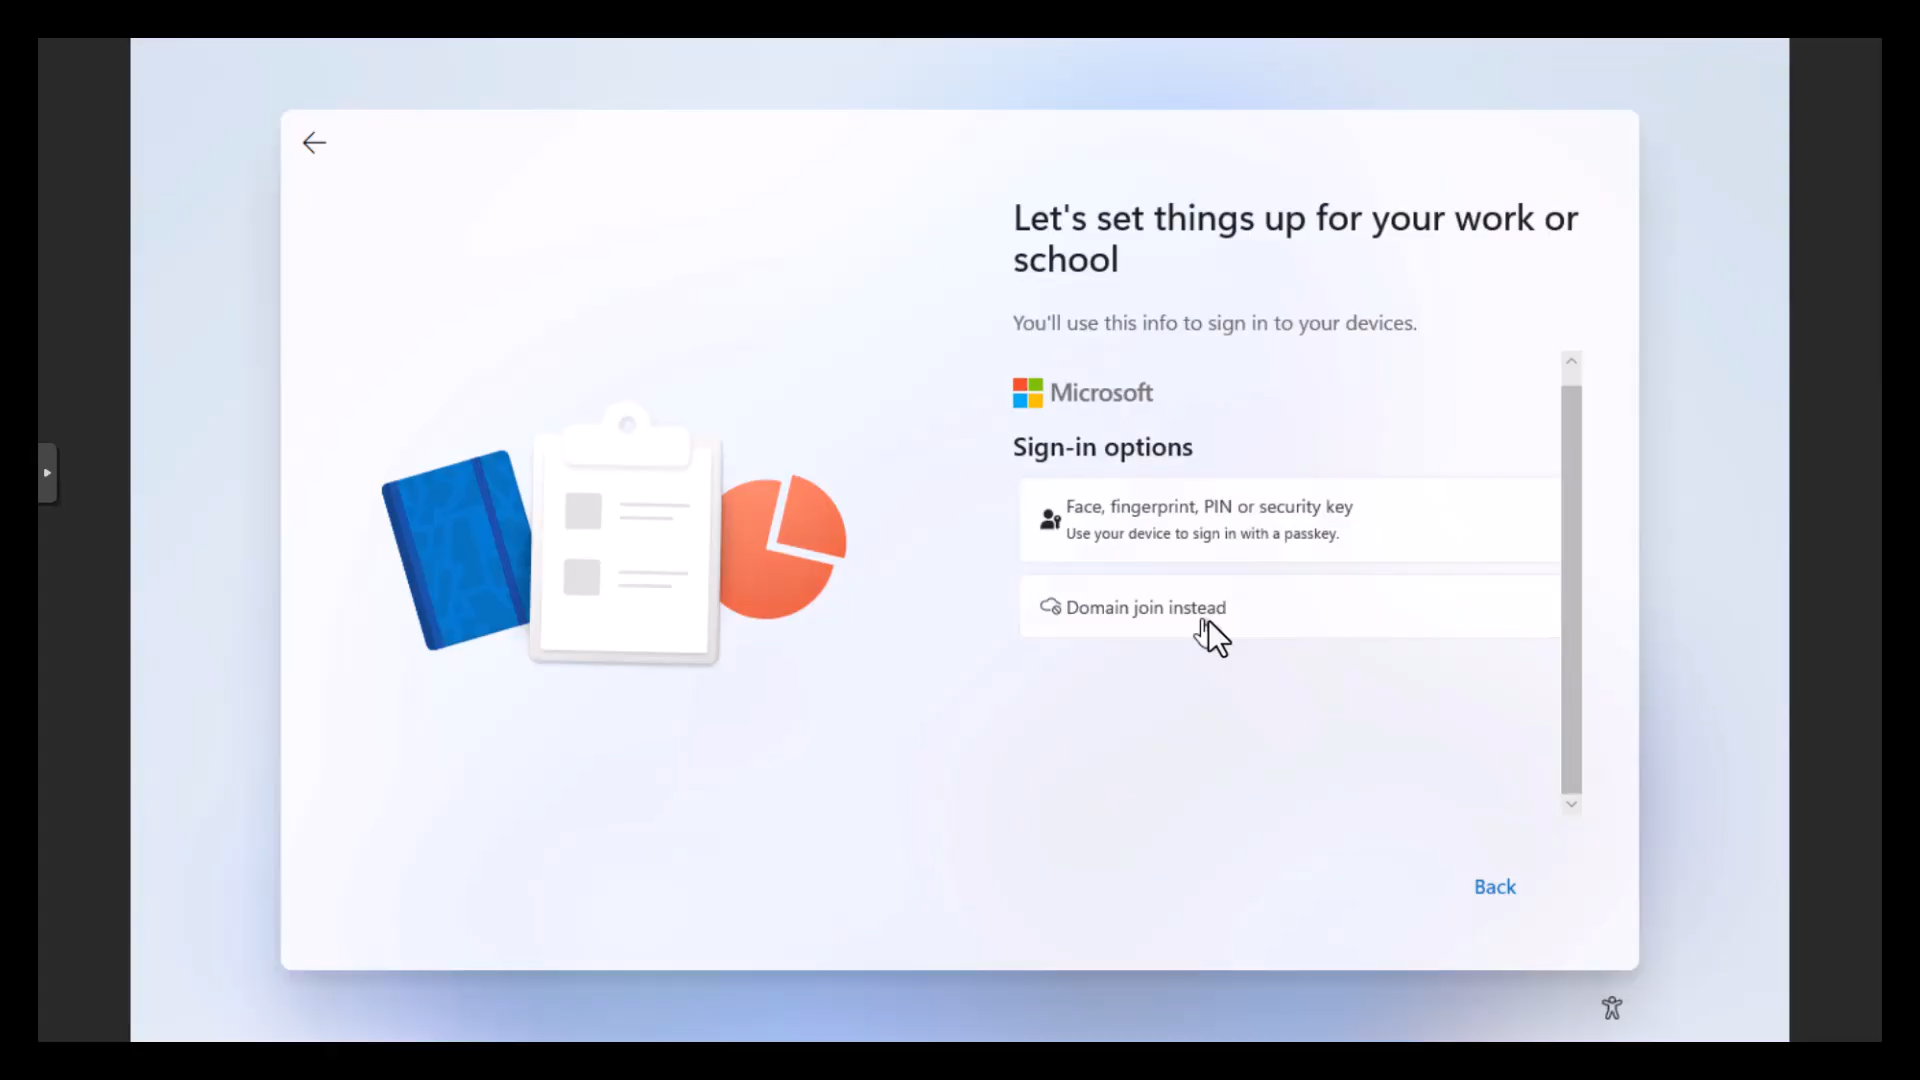 Let's set things up for your work or
school
You'll use this info to sign in to your devices.
Microsoft
Sign-in options
Face, fingerprint, PIN or security key
Use your device to sign in with a passkey.
Domain join instead
Back